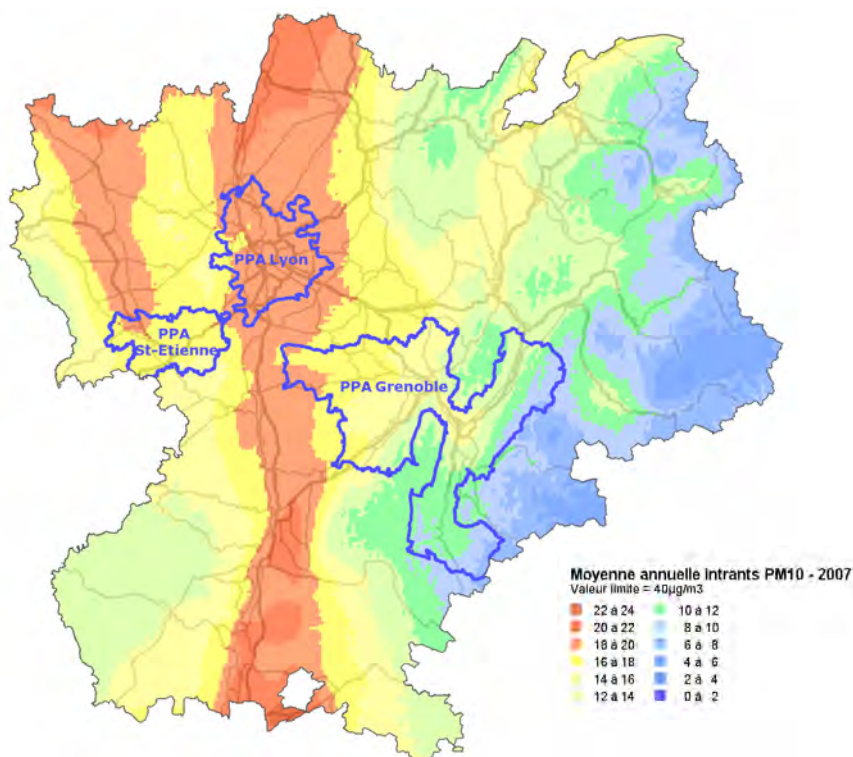 PPA Lyon
PPA
St-Etienne
PPA Grenoble
Moyenne annuelle Intrants PM10 - 2007
Valeur limite = 40µg/m3
22 à 24
20 à 22
18 à 20
16 à 18
14 à 16
12 à 14
10 à 12
8 à 10
6 à 8
4 à 6
2 à 4
0 à 2